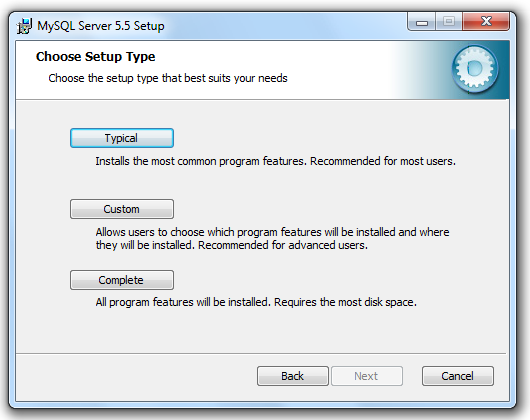 MySQL Server 5.5 Setup
Choose Setup Type
Choose the setup type that best suits your needs
Typical
Installs the most common program features. Recommended for most users.
Custom
Allows users to choose which program features will be installed and where
they will be installed. Recommended for advanced users.
Complete
All program features will be installed. Requires the most disk space.
Back
Next
Cancel